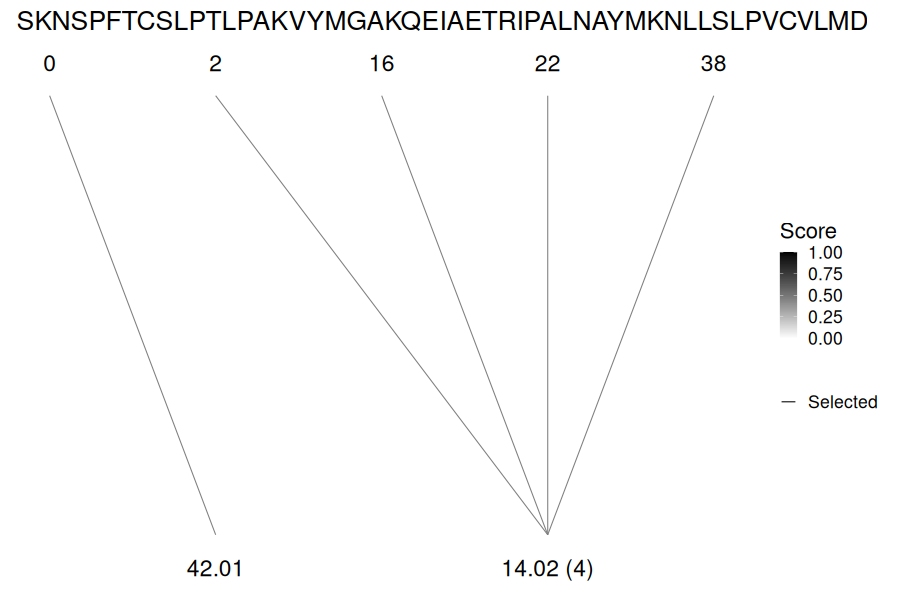 SKNSPFTCSLPTLPAKVYMGAKQEIAETRIPALNAYMKNLLSLPVCVLMD
0 2 16 22 38
Score
1.00
0.75
0.50
0.25
0.00
Selected
42.01 14.02 (4)